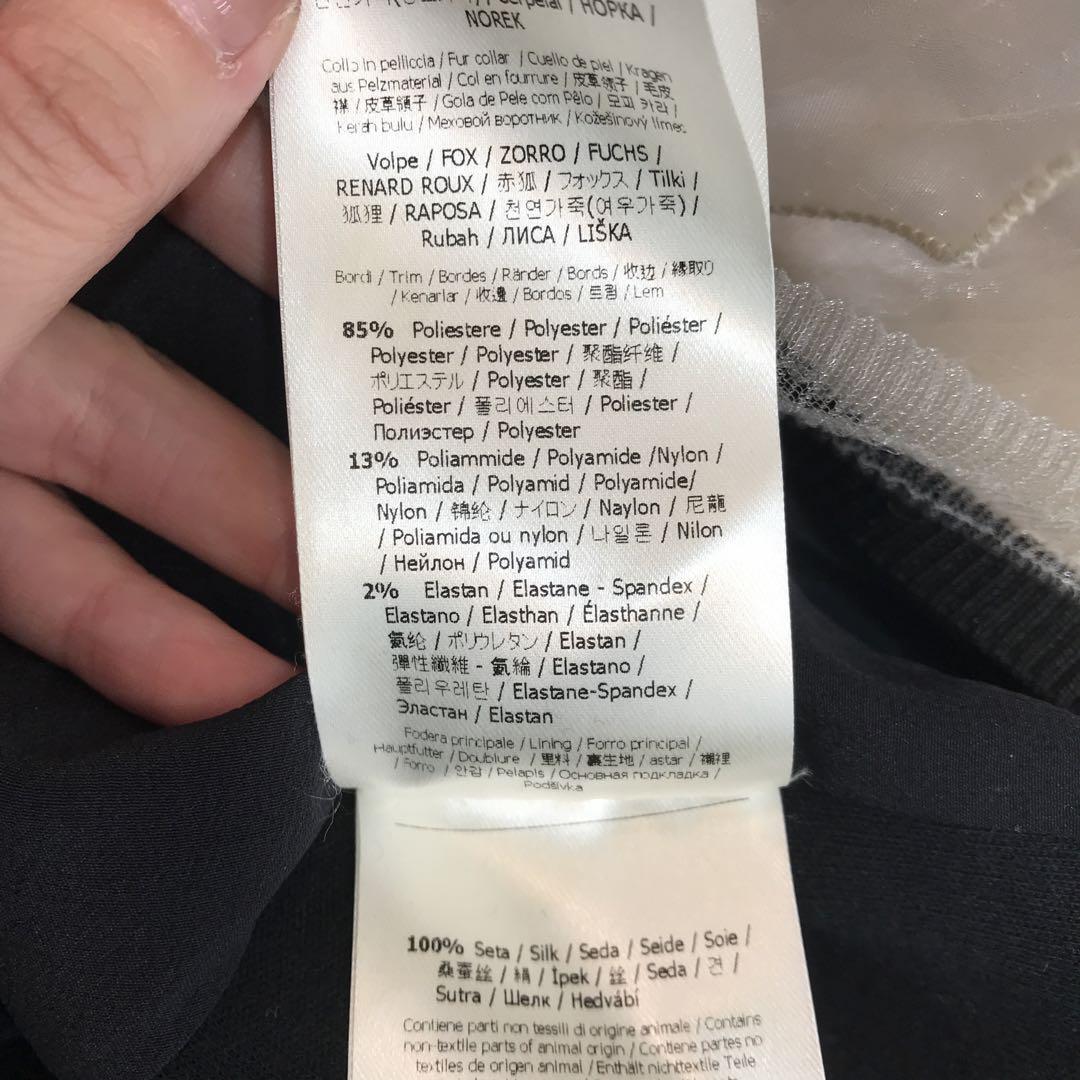 / НОРКА /
NOREK
Collo in pelliccia / Fur collar / Cuello de piel / Kragen
aus Pelzmaterial / Col en fourrure / 皮草领子 / 毛皮
襟 / 皮草領子 / Gola de Pele com Pêlo / 모피 카라 /
Kerah bulu / Меховой воротник / Kožešinový límec
Volpe / FOX / ZORRO / FUCHS /
RENARD ROUX / 赤狐 / フォックス / Tilki /
狐狸 / RAPOSA / 천연가죽(여우가죽) /
Rubah / ЛИСА / LIŠKA
Bordi / Trim / Bordes / Ränder / Bords / 收边 / 縁取り
/ Kenarlar / 收邊 / Bordos / 트림 / Lem
85% Poliestere / Polyester / Poliéster /
Polyester / Polyester / 聚酯纤维 /
ポリエステル / Polyester / 聚酯 /
Poliéster / 폴리에스터 / Poliester /
Полиэстер / Polyester
13% Poliammide / Polyamide /Nylon /
Poliamida / Polyamid / Polyamide/
Nylon / 锦纶 / ナイロン / Naylon / 尼龍
/ Poliamida ou nylon / 나일론 / Nilon
/ Нейлон / Polyamid
2% Elastan / Elastane - Spandex /
Elastano / Elasthan / Élasthanne /
氨纶 / ポリウレタン / Elastan /
彈性纖維 - 氨綸 / Elastano /
폴리우레탄 / Elastane-Spandex /
Эластан / Elastan
Fodera principale / Lining / Forro principal /
Hauptfutter / Doublure / 里料 / 裏生地 / astar / 襯裡
/ Forro / 안감 / Pelapis / Основная подкладка /
Podšívka
100% Seta / Silk / Seda / Seide / Soie /
桑蚕丝 / 絹 / İpek / 丝 / Seda / 견 /
Sutra / Шелк / Hedvábí
Contiene parti non tessili di origine animale / Contains
non-textile parts of animal origin / Contiene partes no
textiles de origen animal / Enthält nichttextile Teile